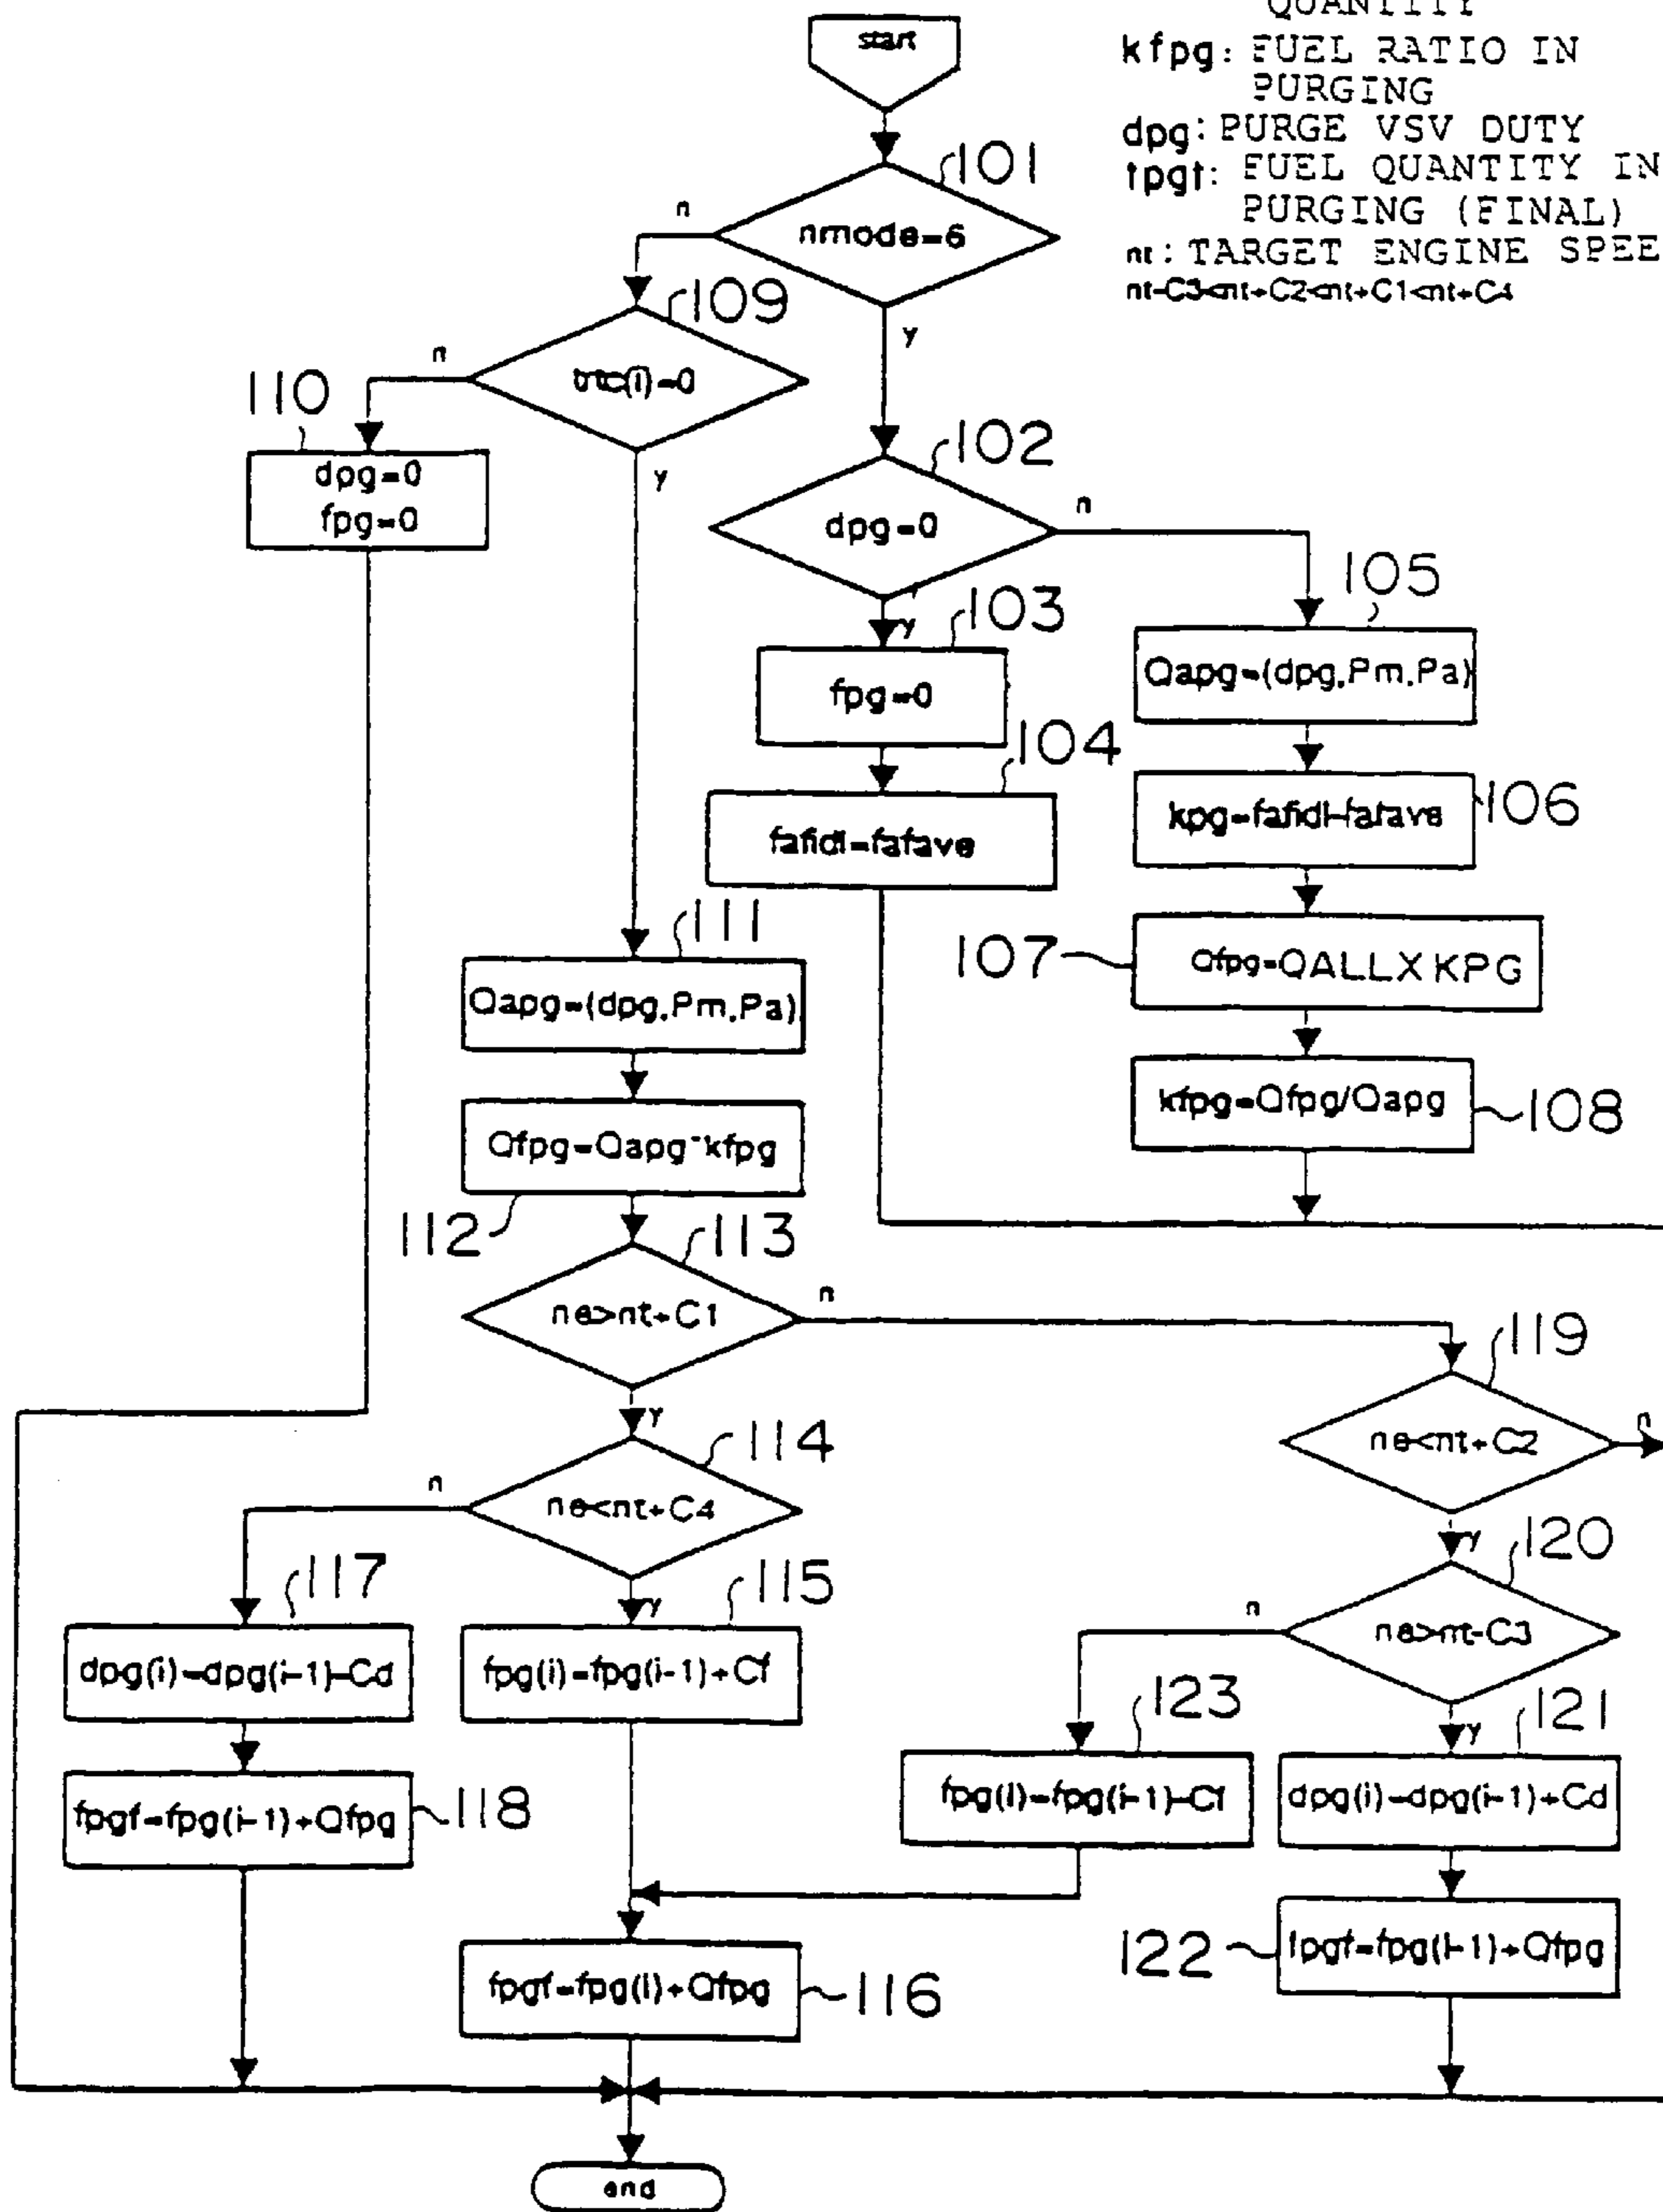 QUANTITY
start
kfpg: FUEL RATIO IN
PURGING
dpg: PURGE VSV DUTY
fpgf: FUEL QUANTITY IN
PURGING (FINAL)
nt: TARGET ENGINE SPEE
nt-C3<nt+C2<nt+C1<nt+C4
101
n
nmode=6
y
109
n
y
110
dpg=0
fpg=0
102
dpg=0
n
y
103
fpg=0
105
Qapg=(dpg,Pm,Pa)
104
fafidl=fafave
106
kpg=fafidl-fafave
107
Qfpg=QALLXKPG
111
Qapg=(dpg,Pm,Pa)
108
kfpg=Qfpg/Qapg
112
Qfpg=Qapg*kfpg
113
ne>nt+C1
n
y
119
ne<nt+C2
n
y
114
ne<nt+C4
n
y
120
ne>nt-C3
n
y
117
dpg(i)=dpg(i-1)-Cd
115
fpg(i)=fpg(i-1)+Cf
123
fpg(i)=fpg(i-1)-Cf
121
dpg(i)=dpg(i-1)+Cd
118
fpgf=fpg(i-1)+Qfpg
122
fpgf=fpg(i-1)+Qfpg
116
fpgf=fpg(i)+Qfpg
end